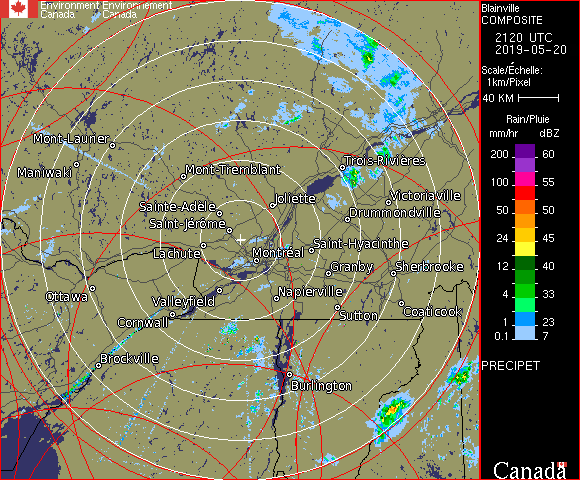 Environment Environnement
Canada Canada
Blainville
COMPOSITE
2120 UTC
2019-05-20
Scale/Échelle:
1km/Pixel
40 KM
Rain/Pluie
mm/hr dBZ
200 60
100 55
50 50
24 45
12 40
4 33
1 23
0.1 7
PRECIPET
Canada
Mont-Laurier
Maniwaki
Mont-Tremblant
Trois-Rivières
Sainte-Adèle
Joliette
Victoriaville
Drummondville
Saint-Jérôme
Lachute
Saint-Hyacinthe
Montréal
Granby
Sherbrooke
Ottawa
Valleyfield
Napierville
Coaticook
Cornwall
Sutton
Brockville
Burlington